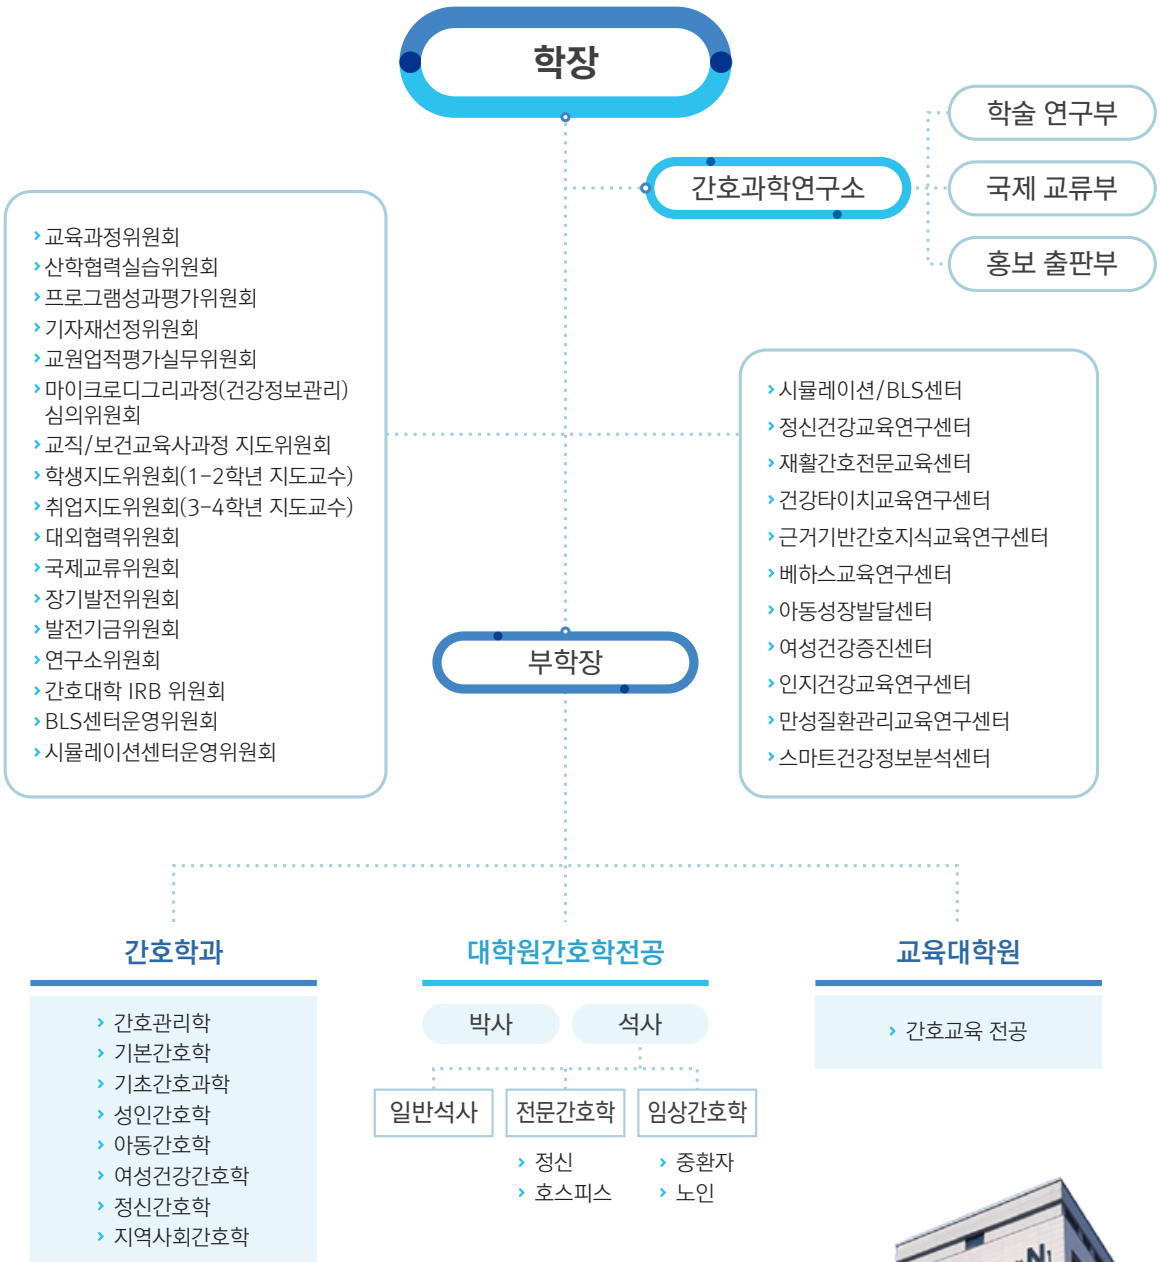 학장
학술 연구부
간호과학연구소
국제 교류부
홍보 출판부
교육과정위원회
산학협력실습위원회
프로그램성과평가위원회
기자재선정위원회
교원업적평가실무위원회
마이크로디그리과정(건강정보관리)
심의위원회
교직/보건교육사과정 지도위원회
학생지도위원회(1-2학년 지도교수)
취업지도위원회(3-4학년 지도교수)
대외협력위원회
국제교류위원회
장기발전위원회
발전기금위원회
연구소위원회
간호대학 IRB 위원회
BLS센터운영위원회
시뮬레이션센터운영위원회
시뮬레이션/BLS센터
정신건강교육연구센터
재활간호전문교육센터
건강타이치교육연구센터
근거기반간호지식교육연구센터
베하스교육연구센터
아동성장발달센터
여성건강증진센터
인지건강교육연구센터
만성질환관리교육연구센터
스마트건강정보분석센터
부학장
간호학과
간호관리학
기본간호학
기초간호과학
성인간호학
아동간호학
여성건강간호학
정신간호학
지역사회간호학
대학원간호학전공
박사
석사
일반석사
전문간호학
임상간호학
정신
호스피스
중환자
노인
교육대학원
간호교육 전공
N1